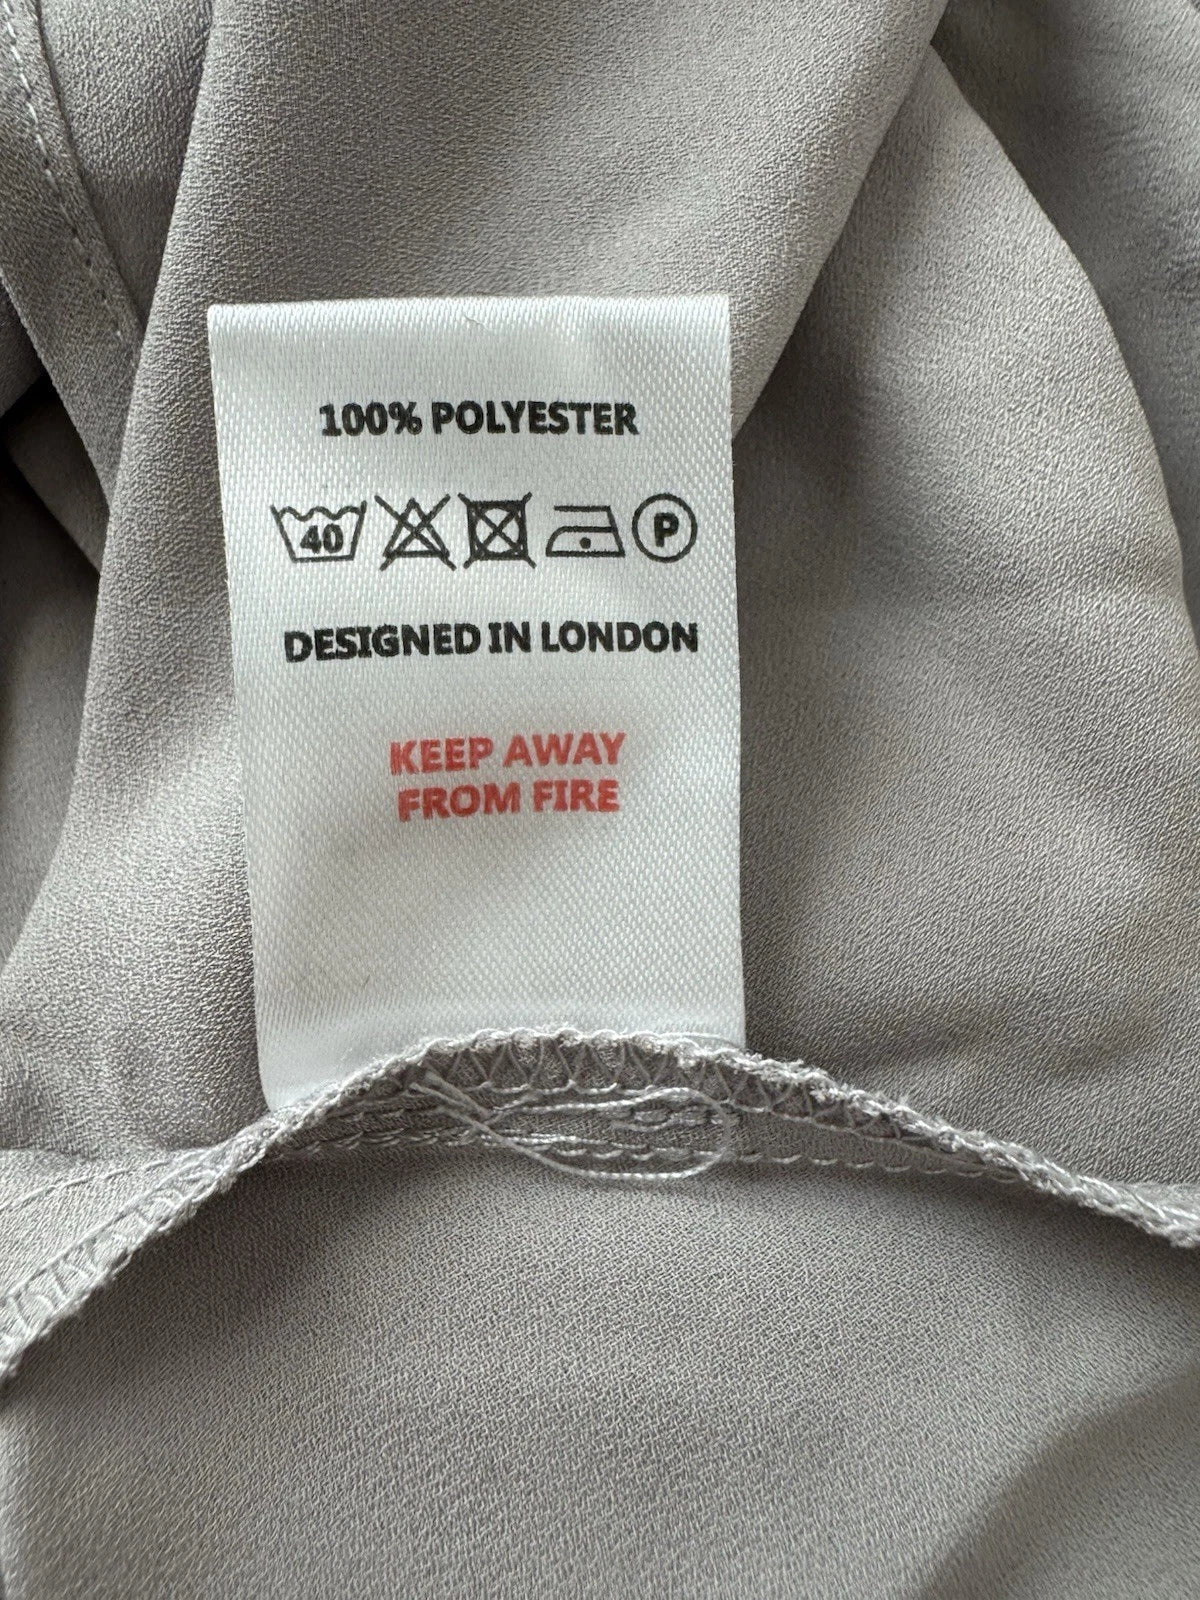 100% POLYESTER
40 P
DESIGNED IN LONDON
KEEP AWAY
FROM FIRE